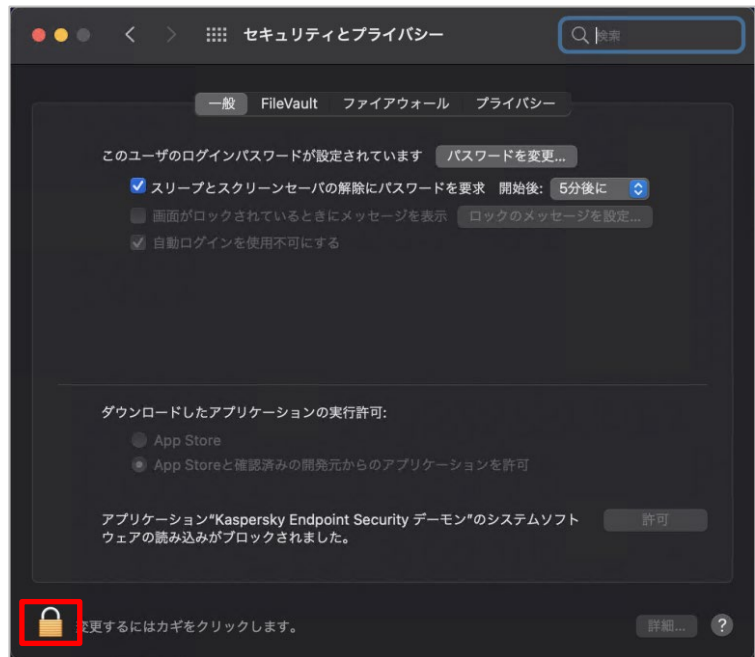 セキュリティとプライバシー
検索
一般 FileVault ファイアウォール プライバシー
このユーザのログインパスワードが設定されています パスワードを変更...
スリープとスクリーンセーバの解除にパスワードを要求 開始後: 5分後に
画面がロックされているときにメッセージを表示 ロックのメッセージを設定...
自動ログインを使用不可にする
ダウンロードしたアプリケーションの実行許可:
App Store
App Storeと確認済みの開発元からのアプリケーションを許可
アプリケーション"Kaspersky Endpoint Security デーモン"のシステムソフト 許可
ウェアの読み込みがブロックされました。
変更するにはカギをクリックします。 詳細... ?